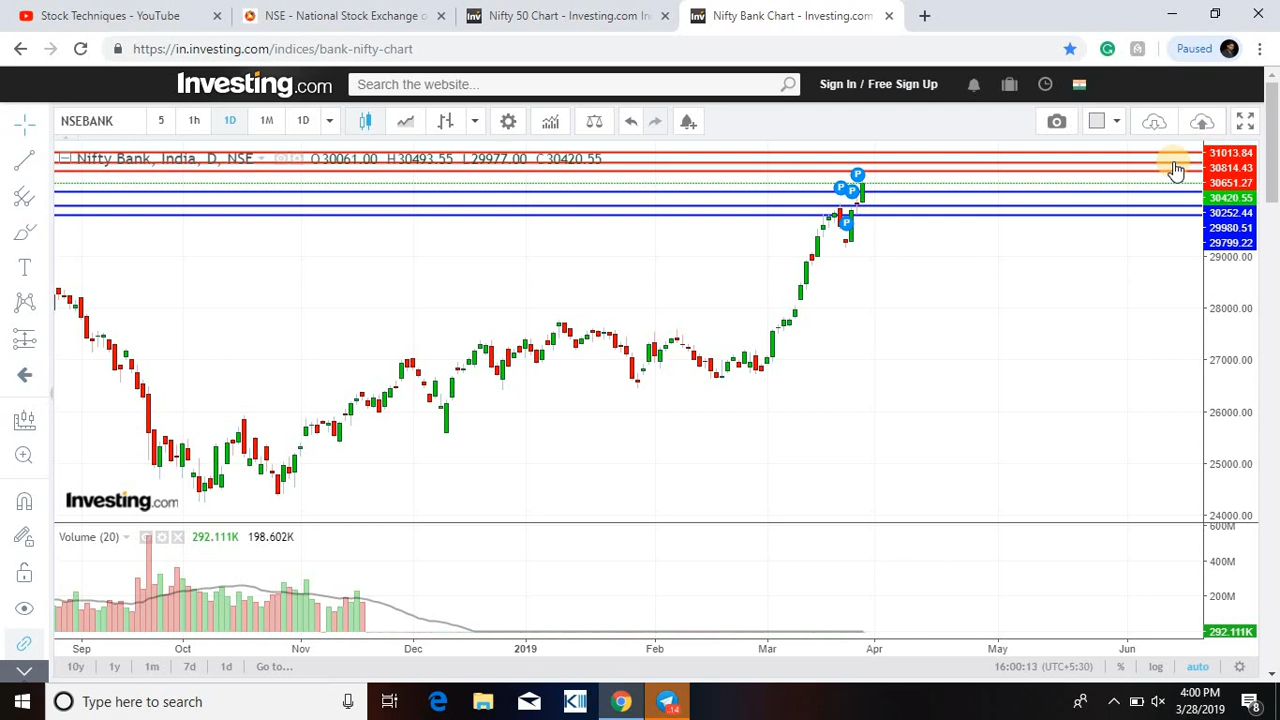 Stock Techniques - YouTube
NSE - National Stock Exchange o
Nifty 50 Chart - Investing.com In
Nifty Bank Chart - Investing.com
https://in.investing.com/indices/bank-nifty-chart
Paused
Investing.com
Search the website...
Sign In / Free Sign Up
NSEBANK
5
1h
1D
1M
1D
Nifty Bank, India, D, NSE
O30061.00 H30493.55 L29977.00 C30420.55
31013.84
30814.43
30651.27
30420.55
30252.44
29980.51
29799.22
29000.00
28000.00
27000.00
26000.00
25000.00
24000.00
P
P
P
P
Investing.com
Volume (20)
292.111K
198.602K
600M
400M
200M
292.111K
Sep
Oct
Nov
Dec
2019
Feb
Mar
Apr
May
Jun
10y
1y
1m
7d
1d
Go to...
16:00:13 (UTC+5:30)
%
log
auto
Type here to search
14
4:00 PM
3/28/2019
8